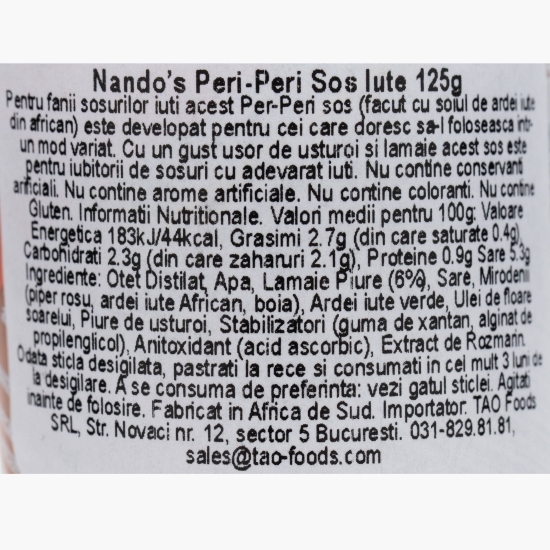 Nando's Peri-Peri Sos Iute 125g
Pentru fanii sosurilor iuti acest Per-Peri sos (facut cu soiul de ardei iute
din african) este developat pentru cei care doresc sa-l foloseasca intr-
un mod variat. Cu un gust usor de usturoi si lamaie acest sos este
pentru iubitorii de sosuri cu adevarat iuti. Nu contine conservanti
artificiali. Nu contine arome artificiale. Nu contine coloranti. Nu contine
Gluten. Informatii Nutritionale. Valori medii pentru 100g: Valoare
Energetica 183kJ/44kcal, Grasimi 2.7g (din care saturate 0.4g),
Carbohidrati 2.3g (din care zaharuri 2.1g), Proteine 0.9g Sare 5.3g
Ingrediente: Otet Distilat, Apa, Lamaie Piure (6%), Sare, Mirodenii
(piper rosu, ardei iute African, boia), Ardei iute verde, Ulei de floare
soarelui, Piure de usturoi, Stabilizatori (guma de xantan, alginat de
propilenglicol), Anitoxidant (acid ascorbic), Extract de Rozmarin.
Odata sticla desigilata, pastrati la rece si consumati in cel mult 3 luni de
la desigilare. A se consuma de preferinta: vezi gatul sticlei. Agitati
inainte de folosire. Fabricat in Africa de Sud. Importator: TAO Foods
SRL, Str. Novaci nr. 12, sector 5 Bucuresti. 031-829.81.81,
sales@tao-foods.com